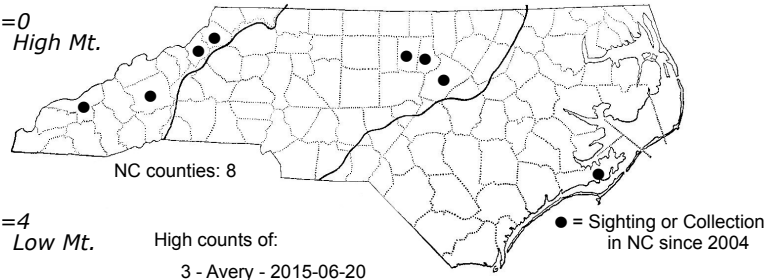 =0
High Mt.
NC counties: 8
=4
Low Mt.
High counts of:
3 - Avery - 2015-06-20
● = Sighting or Collection
in NC since 2004